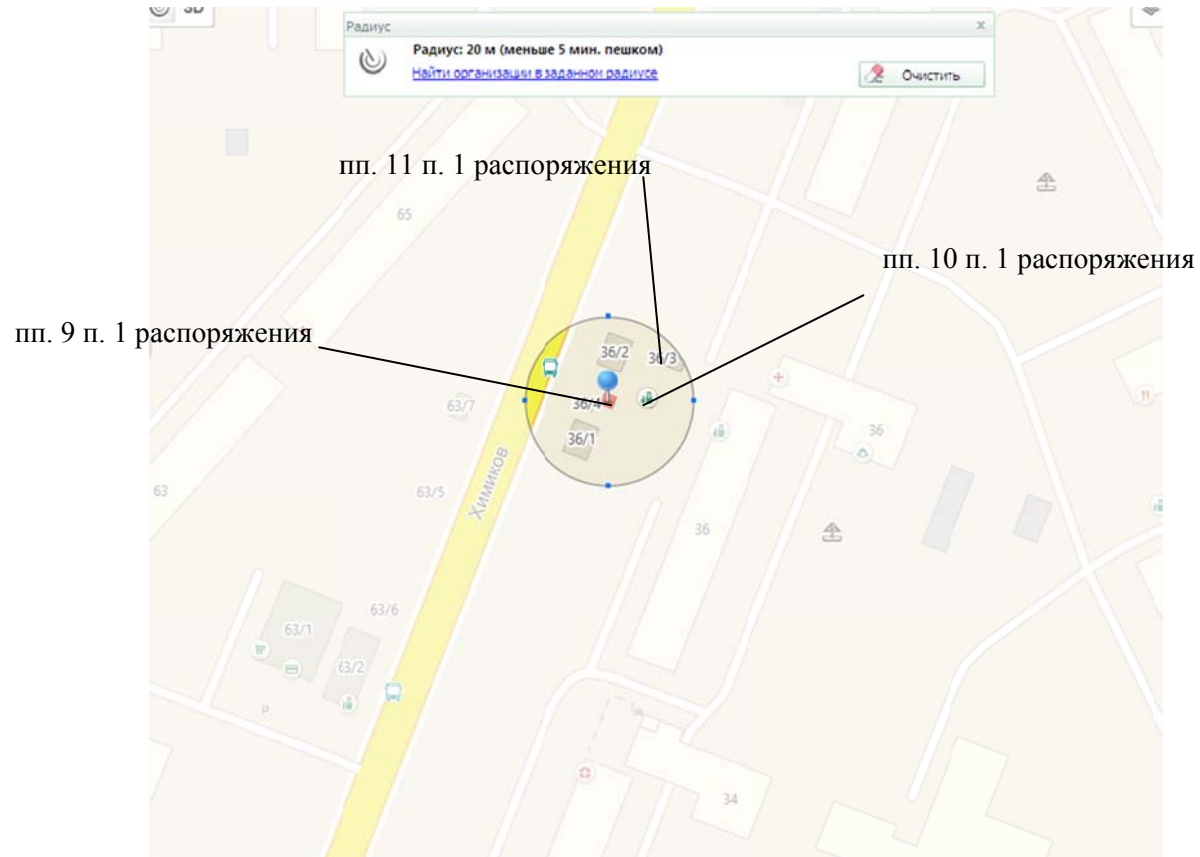 3D
Радиус
x
Радиус: 20 м (меньше 5 мин. пешком)
Найти организации в заданном радиусе
Очистить
пп. 11 п. 1 распоряжения
65
пп. 10 п. 1 распоряжения
пп. 9 п. 1 распоряжения
36/2
36/3
63/7
36/4
36/1
36
Химиков
63
63/5
36
63/6
63/1
63/2
P
34